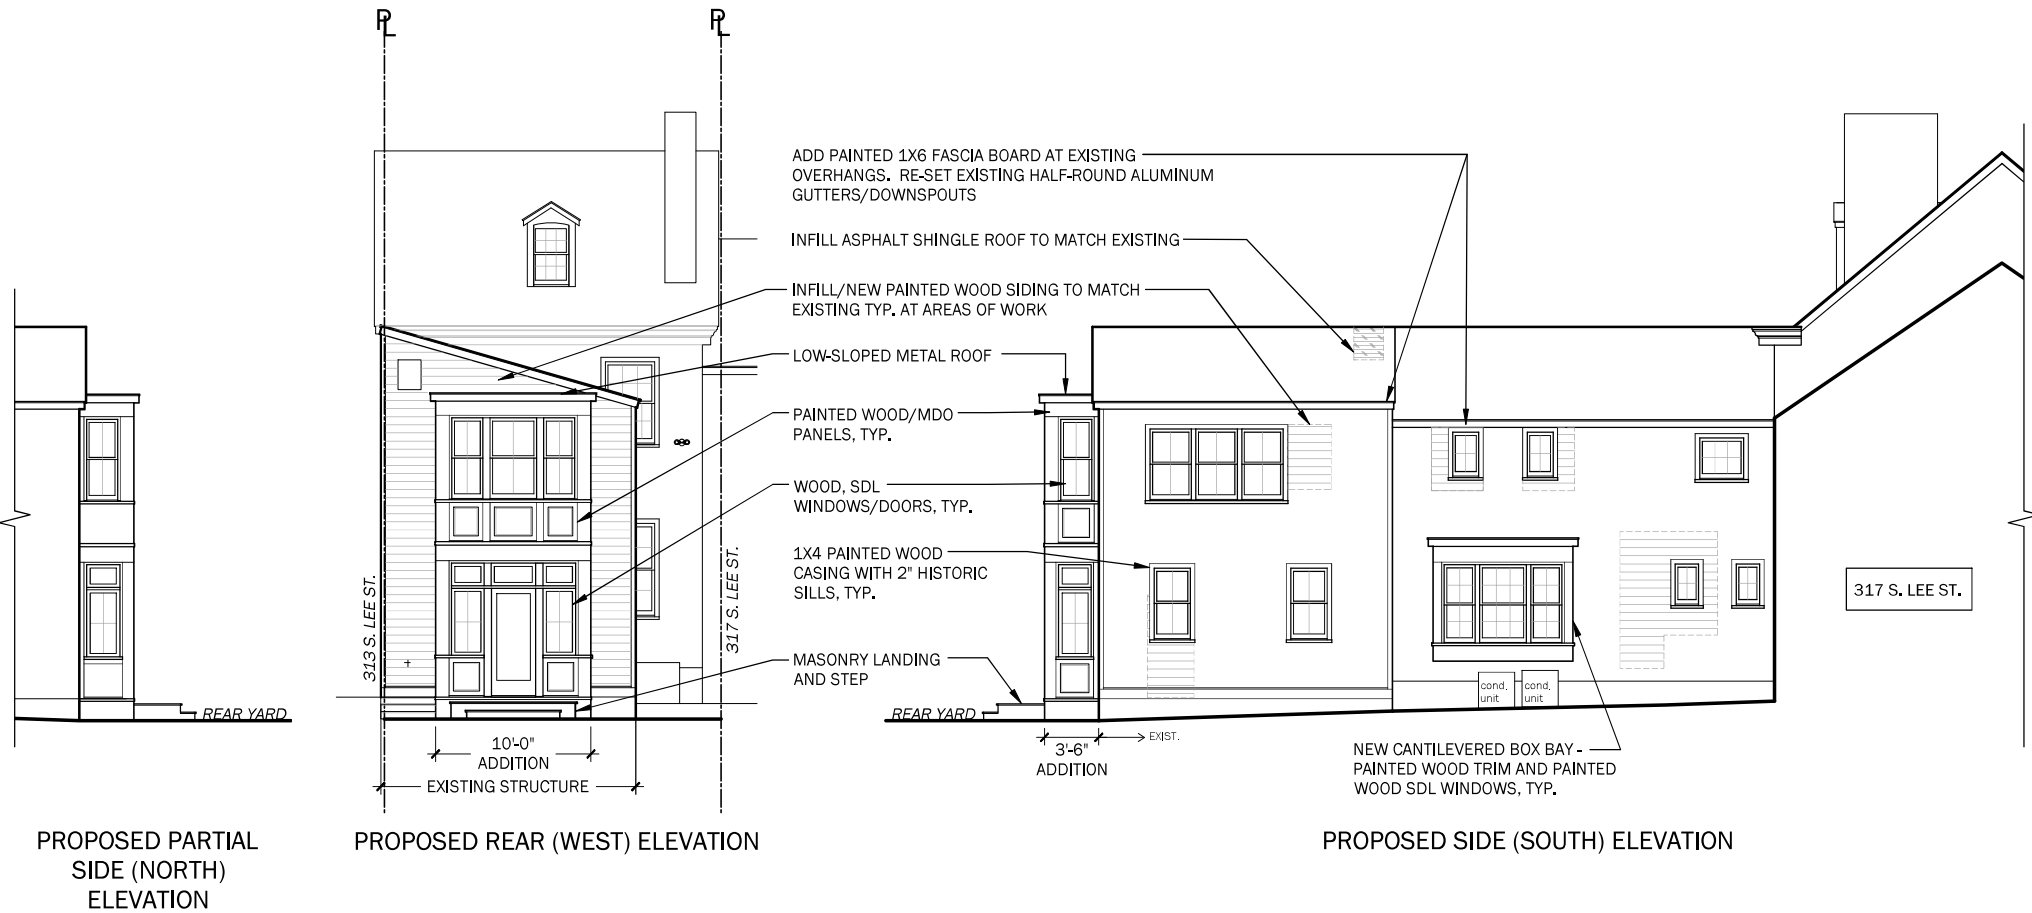 PL
PL
ADD PAINTED 1X6 FASCIA BOARD AT EXISTING
OVERHANGS. RE-SET EXISTING HALF-ROUND ALUMINUM
GUTTERS/DOWNSPOUTS
INFILL ASPHALT SHINGLE ROOF TO MATCH EXISTING
INFILL/NEW PAINTED WOOD SIDING TO MATCH
EXISTING TYP. AT AREAS OF WORK
LOW-SLOPED METAL ROOF
PAINTED WOOD/MDO
PANELS, TYP.
WOOD, SDL
WINDOWS/DOORS, TYP.
1X4 PAINTED WOOD
CASING WITH 2" HISTORIC
SILLS, TYP.
MASONRY LANDING
AND STEP
313 S. LEE ST.
317 S. LEE ST.
317 S. LEE ST.
cond.
unit
cond.
unit
REAR YARD
REAR YARD
10'-0"
ADDITION
EXISTING STRUCTURE
3'-6"
ADDITION
EXIST.
NEW CANTILEVERED BOX BAY -
PAINTED WOOD TRIM AND PAINTED
WOOD SDL WINDOWS, TYP.
PROPOSED PARTIAL
SIDE (NORTH)
ELEVATION
PROPOSED REAR (WEST) ELEVATION
PROPOSED SIDE (SOUTH) ELEVATION